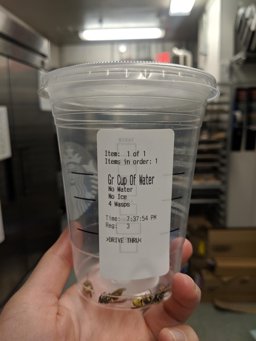 Item: 1 of 1
Items in order: 1
Gr Cup Of Water
No Water
No Ice
4 Wasps
Time: 7:37:54 PM
Reg: 3
>DRIVE THRU<